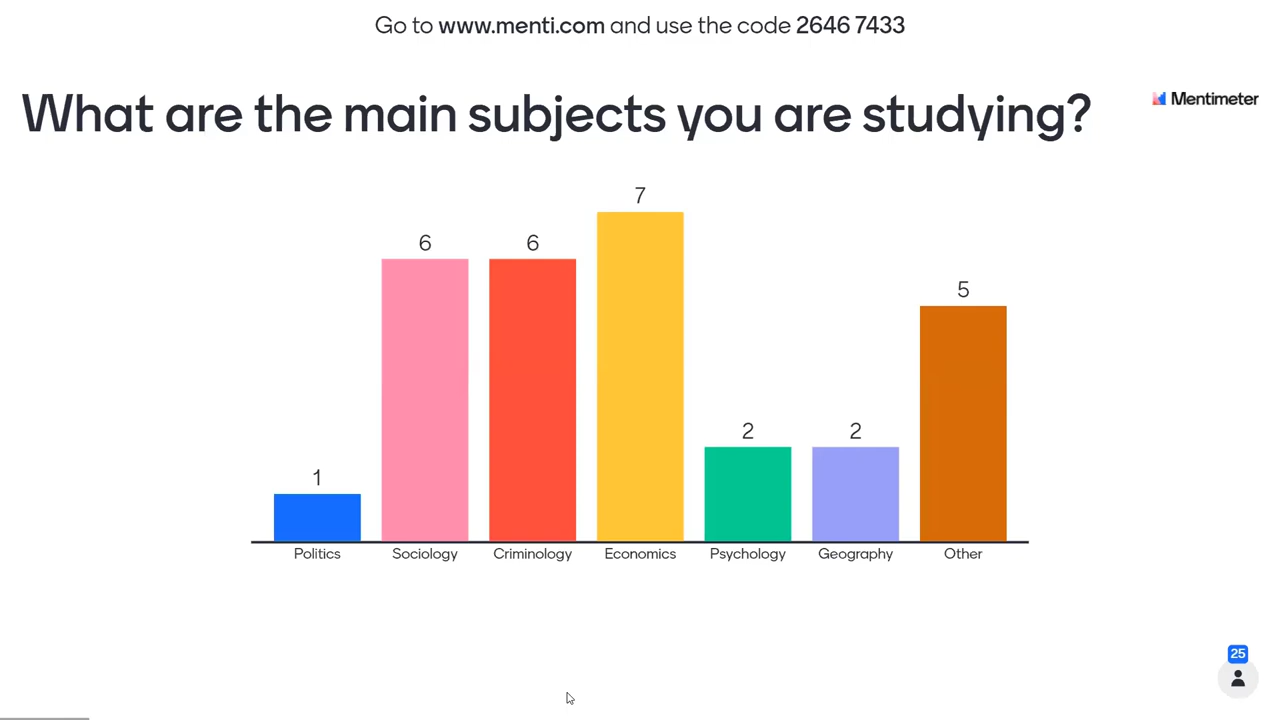 Go to www.menti.com and use the code 2646 7433
What are the main subjects you are studying?
Mentimeter
1
6
6
7
2
2
5
Politics
Sociology
Criminology
Economics
Psychology
Geography
Other
25